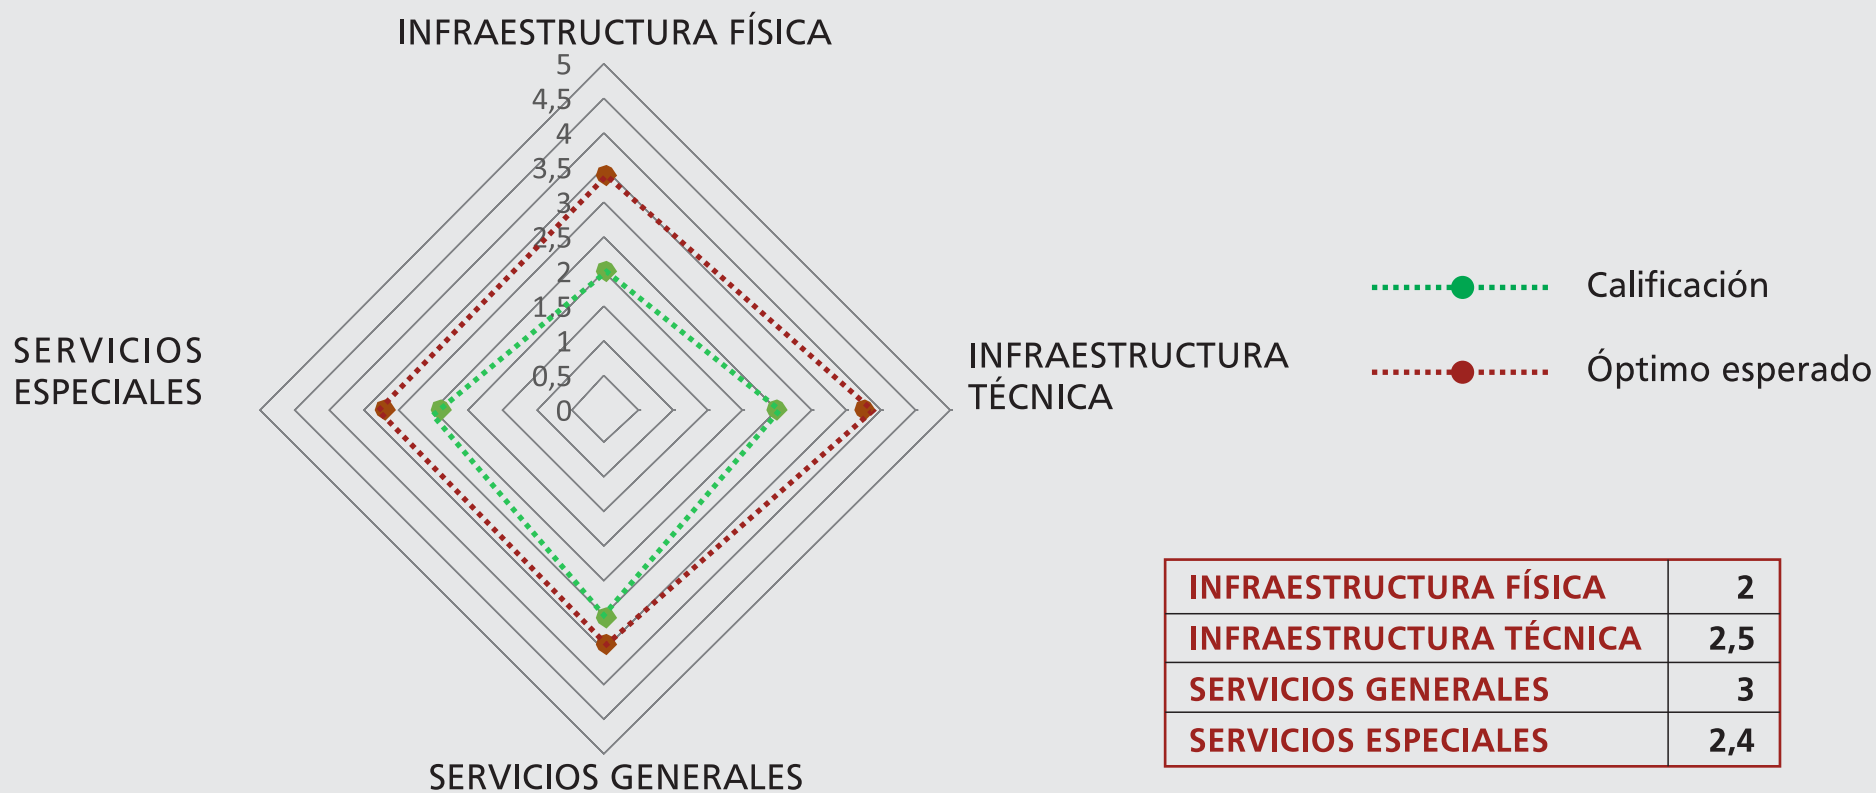 INFRAESTRUCTURA FÍSICA
5
4,5
4
3,5
3
2,5
2
1,5
1
0,5
0
SERVICIOS
ESPECIALES
INFRAESTRUCTURA
TÉCNICA
SERVICIOS GENERALES
Calificación
Óptimo esperado
INFRAESTRUCTURA FÍSICA 2
INFRAESTRUCTURA TÉCNICA 2,5
SERVICIOS GENERALES 3
SERVICIOS ESPECIALES 2,4